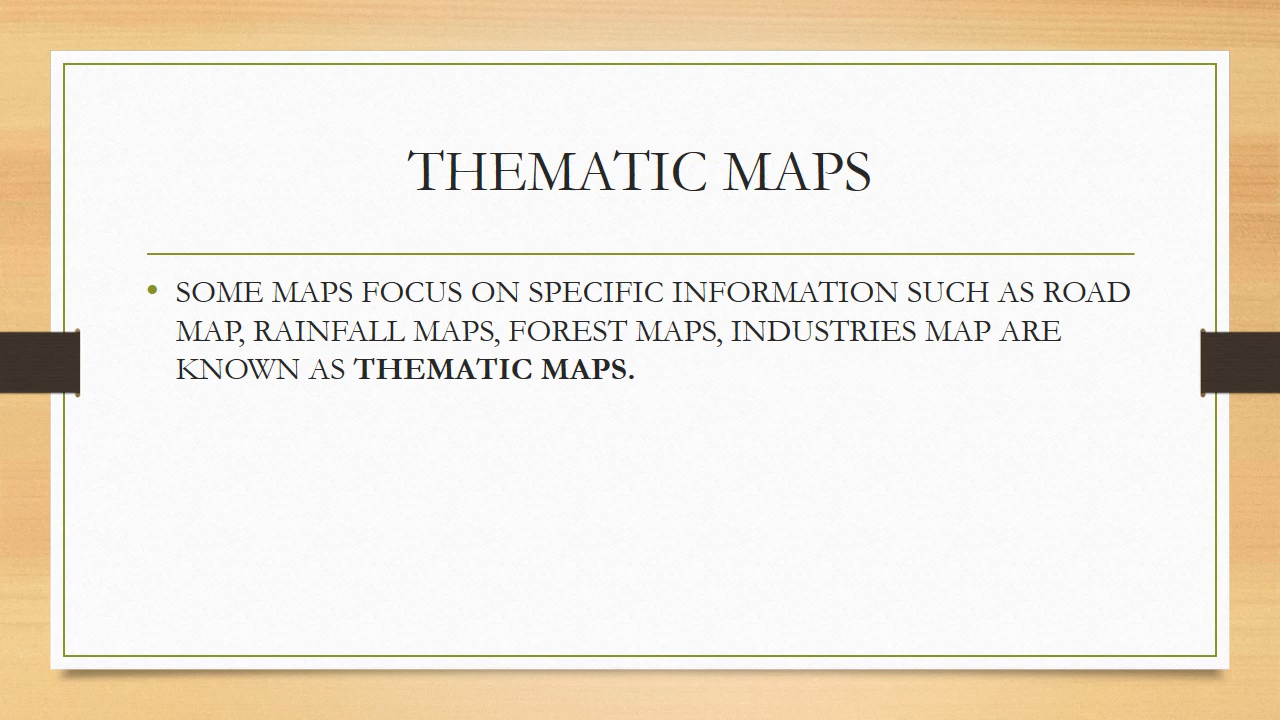 THEMATIC MAPS
• SOME MAPS FOCUS ON SPECIFIC INFORMATION SUCH AS ROAD
MAP, RAINFALL MAPS, FOREST MAPS, INDUSTRIES MAP ARE
KNOWN AS THEMATIC MAPS.